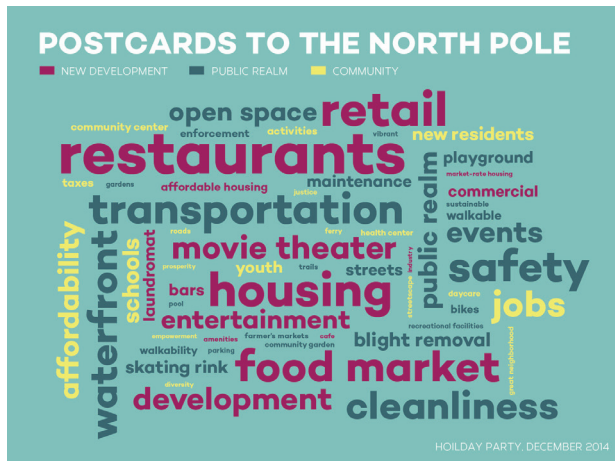 POSTCARDS TO THE NORTH POLE
NEW DEVELOPMENT PUBLIC REALM COMMUNITY
open space retail
community center enforcement activities vibrant new residents
restaurants
playground
market-rate housing
taxes gardens affordable housing justice maintenance commercial
sustainable
transportation
public realm
walkable
affordability
waterfront
schools
laundromat
roads ferry health center
movie theater
events
prosperity youth trails streets industry
safety
streetscape
bars housing
pool
daycare
bikes jobs
entertainment
recreational facilities
empowerment amenities farmer's markets cafe
blight removal
great neighborhood
walkability parking community garden
skating rink food market
diversity
development cleanliness
HOILDAY PARTY, DECEMBER 2014